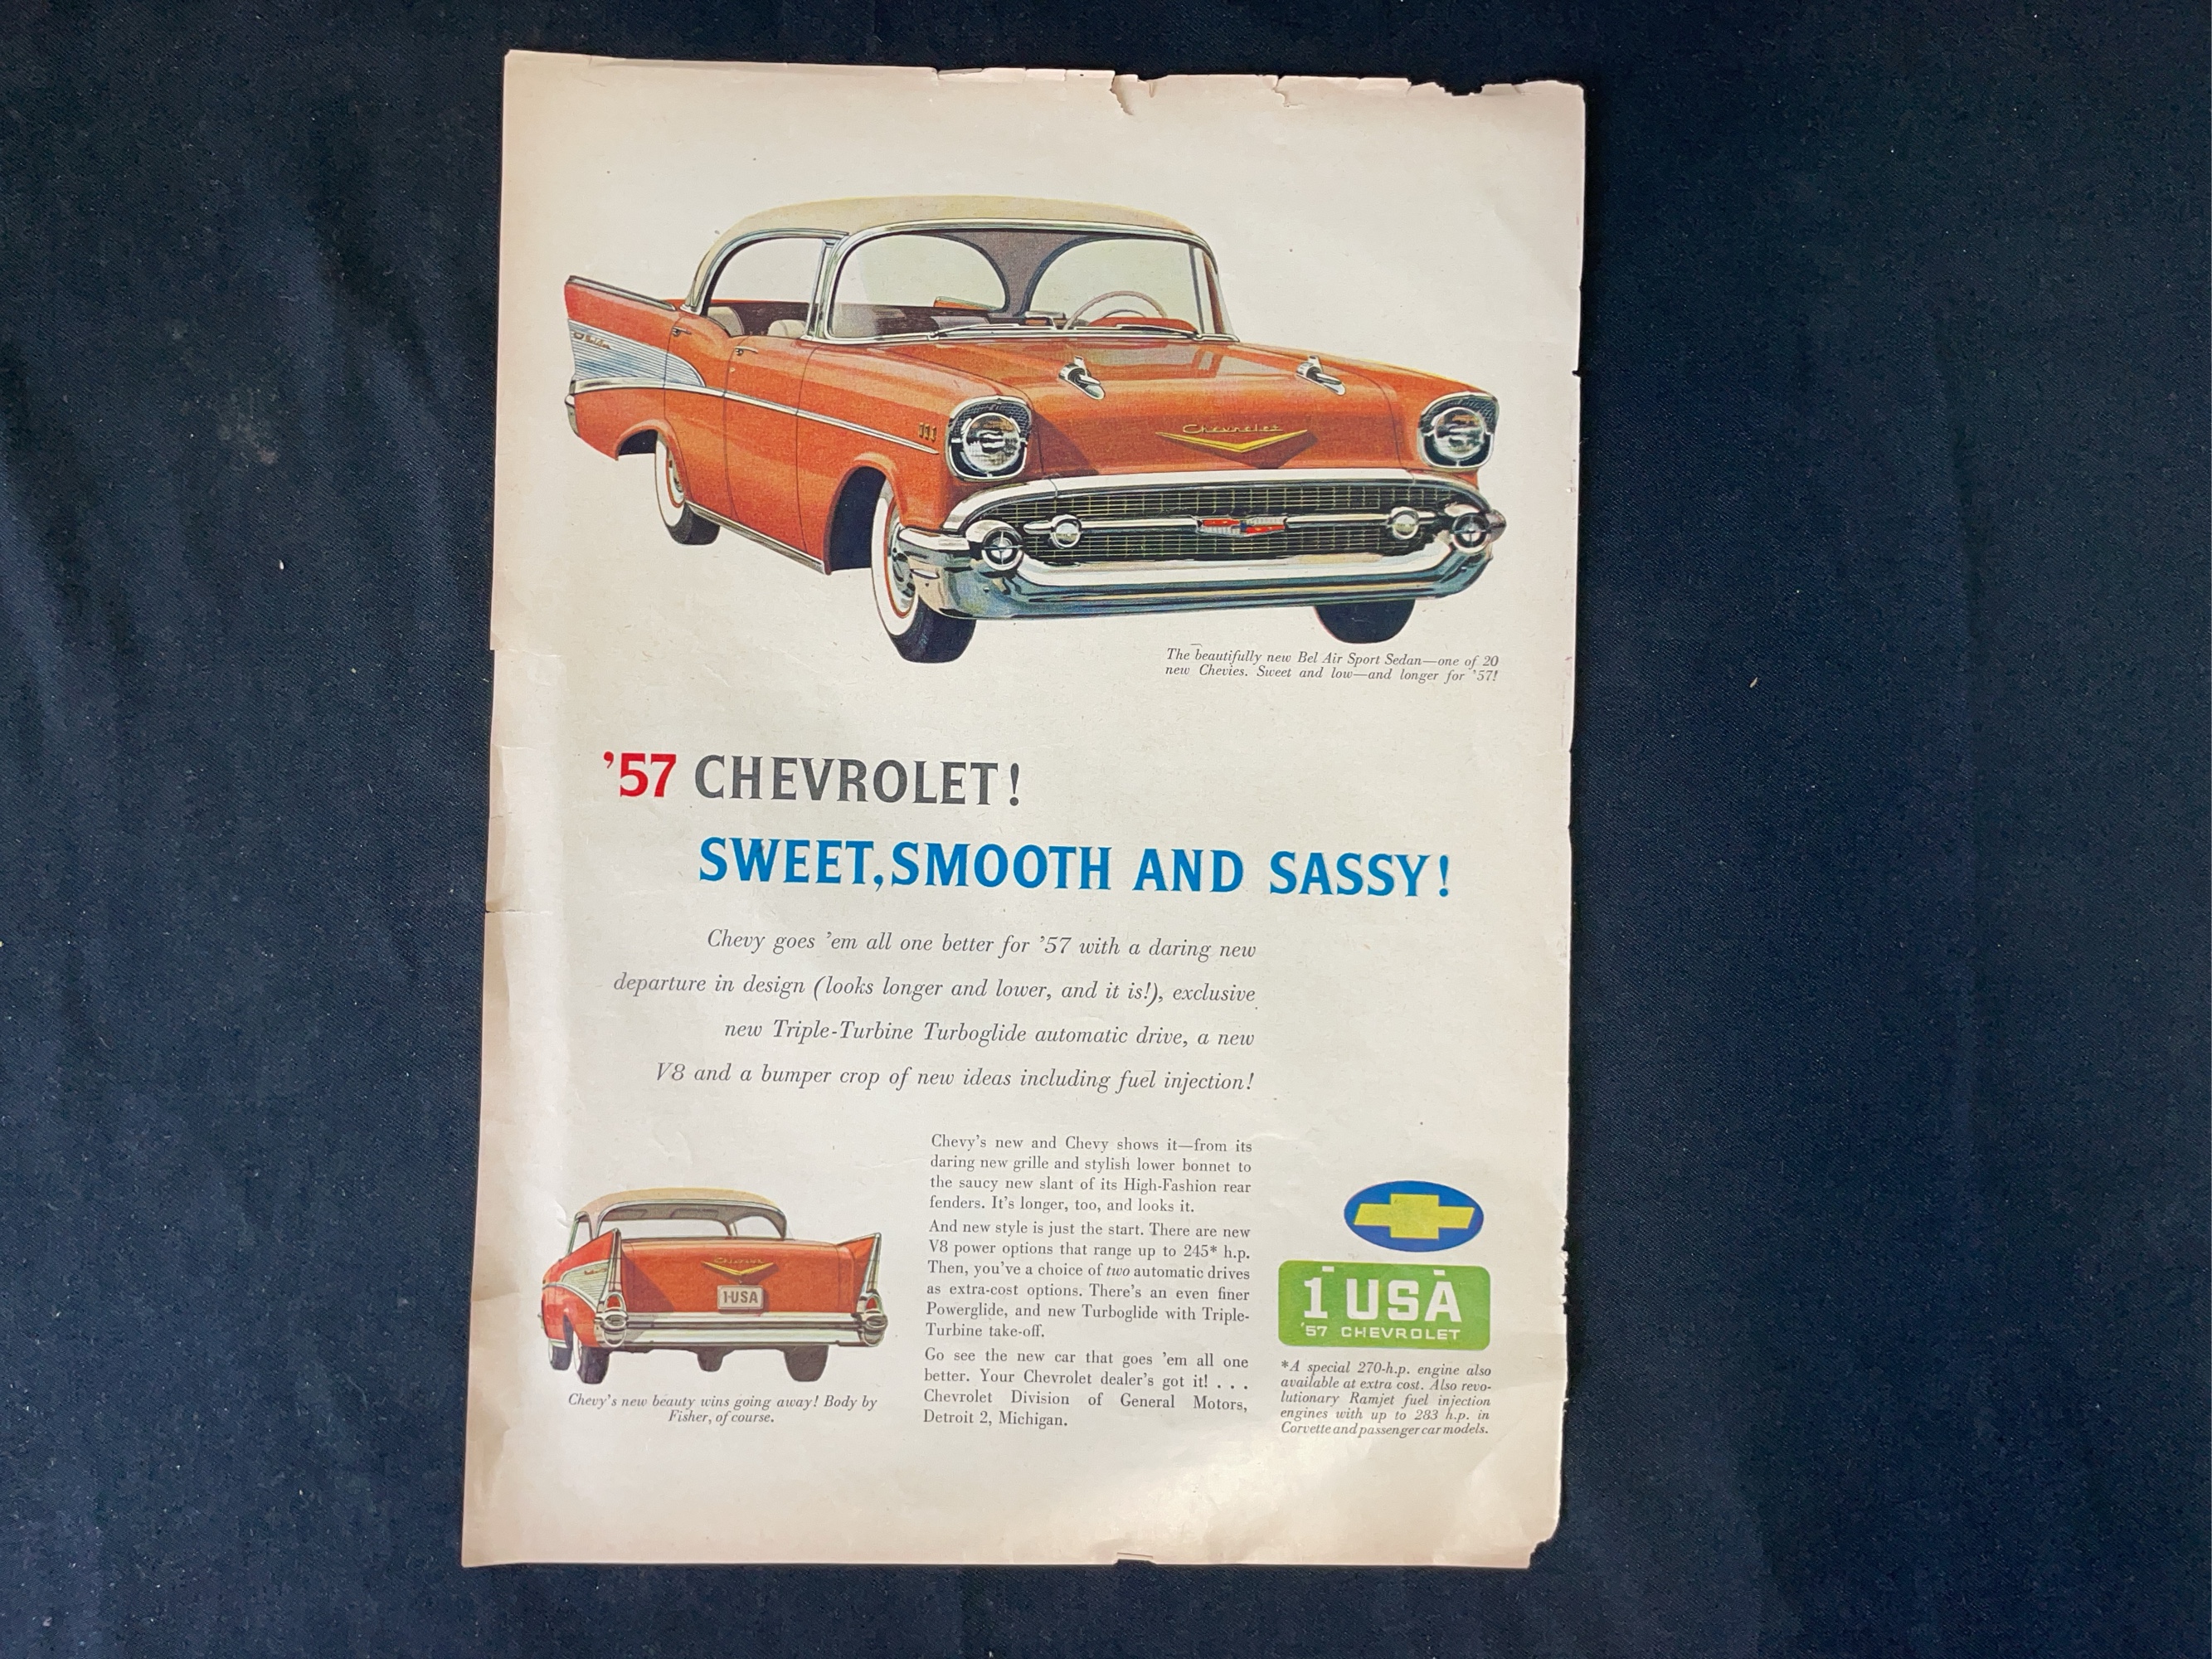 Chevrolet
The beautifully new Bel Air Sport Sedan—one of 20
new Chevies. Sweet and low—and longer for '57!
'57 CHEVROLET!
SWEET, SMOOTH AND SASSY!
Chevy goes 'em all one better for '57 with a daring new
departure in design (looks longer and lower, and it is!), exclusive
new Triple-Turbine Turboglide automatic drive, a new
V8 and a bumper crop of new ideas including fuel injection!
Chevrolet
1·USA
Chevy's new beauty wins going away! Body by
Fisher, of course.
Chevy's new and Chevy shows it—from its
daring new grille and stylish lower bonnet to
the saucy new slant of its High-Fashion rear
fenders. It's longer, too, and looks it.
And new style is just the start. There are new
V8 power options that range up to 245* h.p.
Then, you've a choice of two automatic drives
as extra-cost options. There's an even finer
Powerglide, and new Turboglide with Triple-
Turbine take-off.
Go see the new car that goes 'em all one
better. Your Chevrolet dealer's got it! . . .
Chevrolet Division of General Motors,
Detroit 2, Michigan.
1 USA
'57 CHEVROLET
*A special 270-h.p. engine also
available at extra cost. Also revo-
lutionary Ramjet fuel injection
engines with up to 283 h.p. in
Corvette and passenger car models.